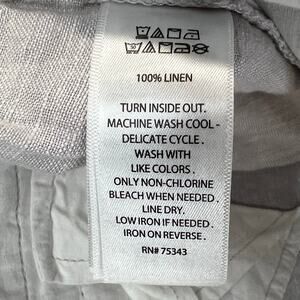 100% LINEN
TURN INSIDE OUT.
MACHINE WASH COOL -
DELICATE CYCLE .
WASH WITH
LIKE COLORS .
ONLY NON-CHLORINE
BLEACH WHEN NEEDED .
LINE DRY.
LOW IRON IF NEEDED .
IRON ON REVERSE .
RN# 75343